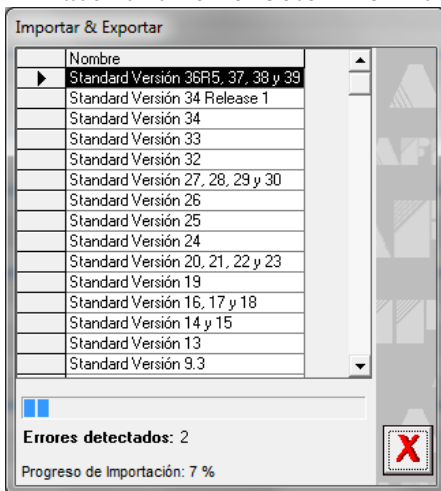 Importar & Exportar
Nombre
Standard Versión 36R5, 37, 38 y 39
Standard Versión 34 Release 1
Standard Versión 34
Standard Versión 33
Standard Versión 32
Standard Versión 27, 28, 29 y 30
Standard Versión 26
Standard Versión 25
Standard Versión 24
Standard Versión 20, 21, 22 y 23
Standard Versión 19
Standard Versión 16, 17 y 18
Standard Versión 14 y 15
Standard Versión 13
Standard Versión 9.3
Errores detectados: 2
Progreso de Importación: 7 %